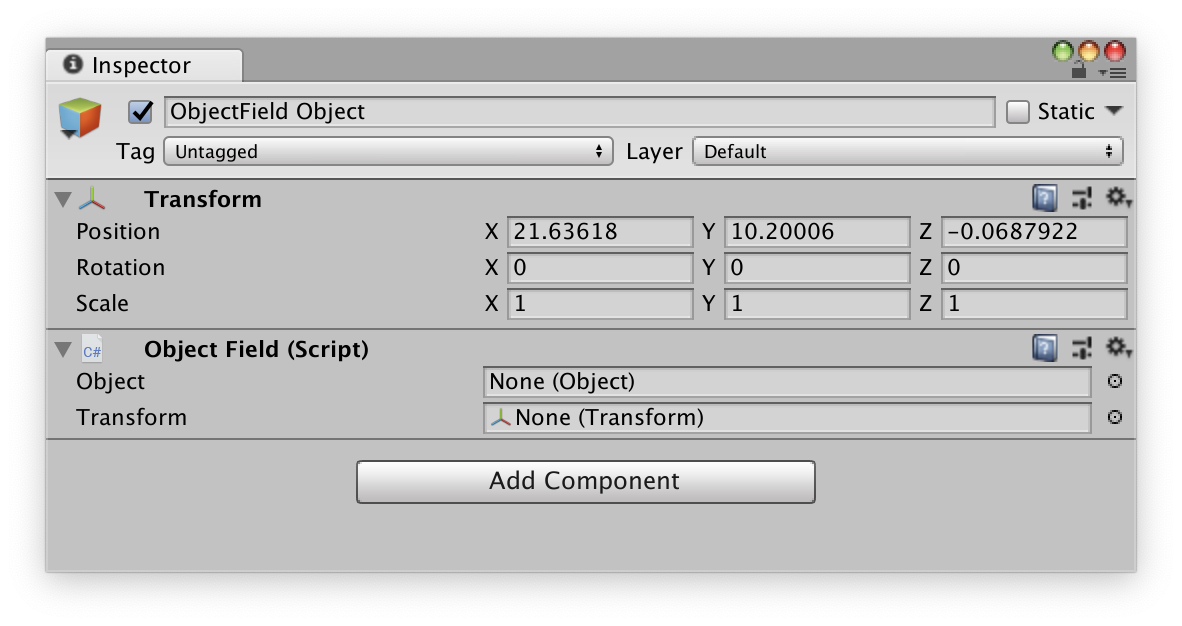 Inspector
ObjectField Object Static
Tag Untagged Layer Default
Transform
Position X 21.63618 Y 10.20006 Z -0.0687922
Rotation X 0 Y 0 Z 0
Scale X 1 Y 1 Z 1
C# Object Field (Script)
Object None (Object)
Transform None (Transform)
Add Component